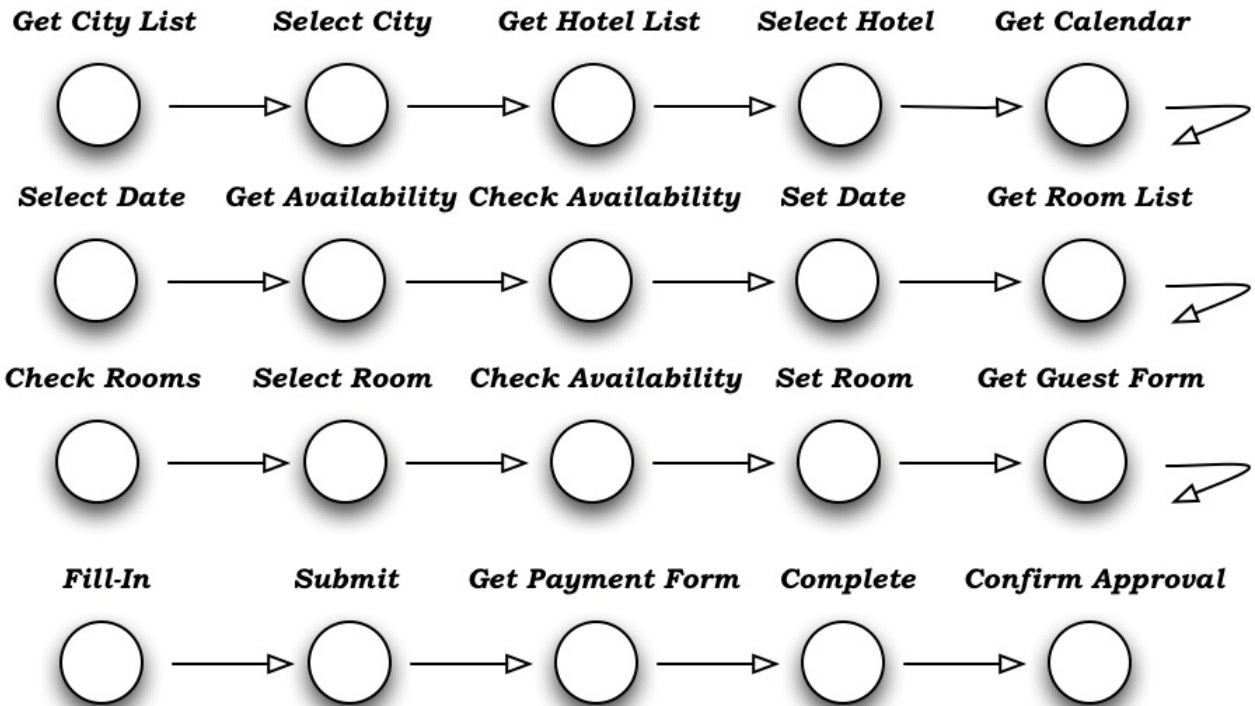 Get City List Select City Get Hotel List Select Hotel Get Calendar
Select Date Get Availability Check Availability Set Date Get Room List
Check Rooms Select Room Check Availability Set Room Get Guest Form
Fill-In Submit Get Payment Form Complete Confirm Approval